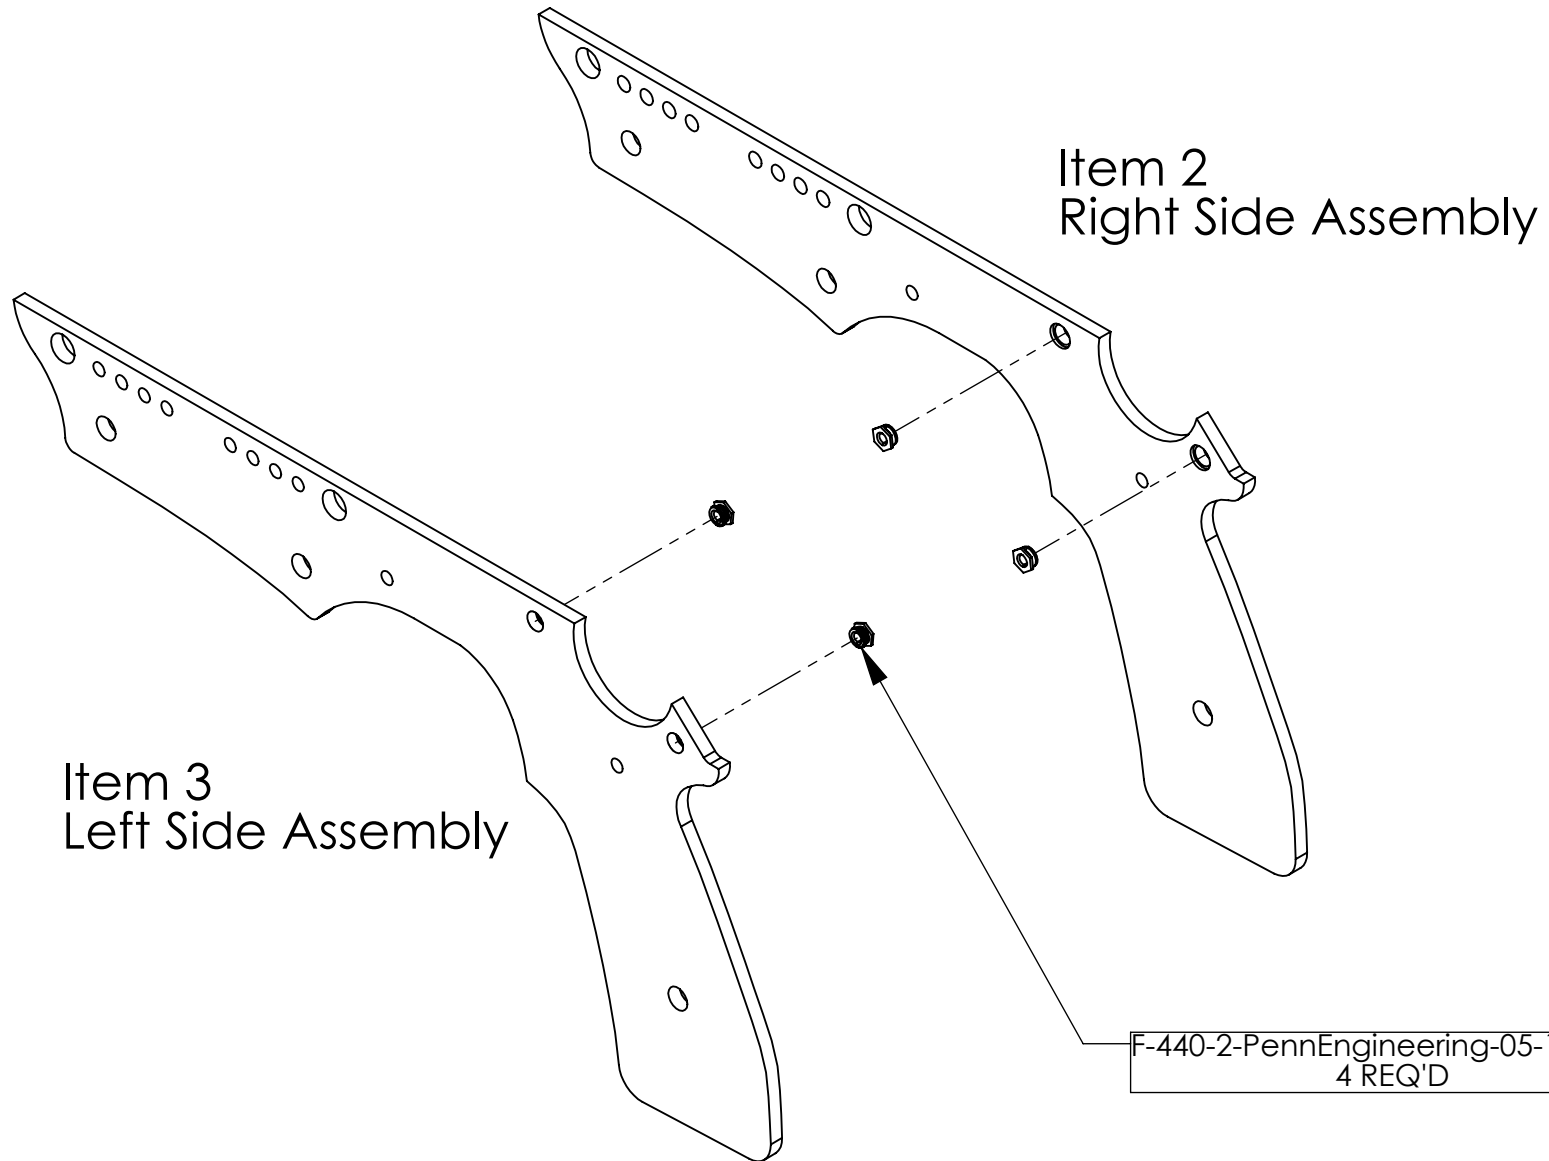 Item 2
Right Side Assembly
Item 3
Left Side Assembly
F-440-2-PennEngineering-05-
4 REQ'D